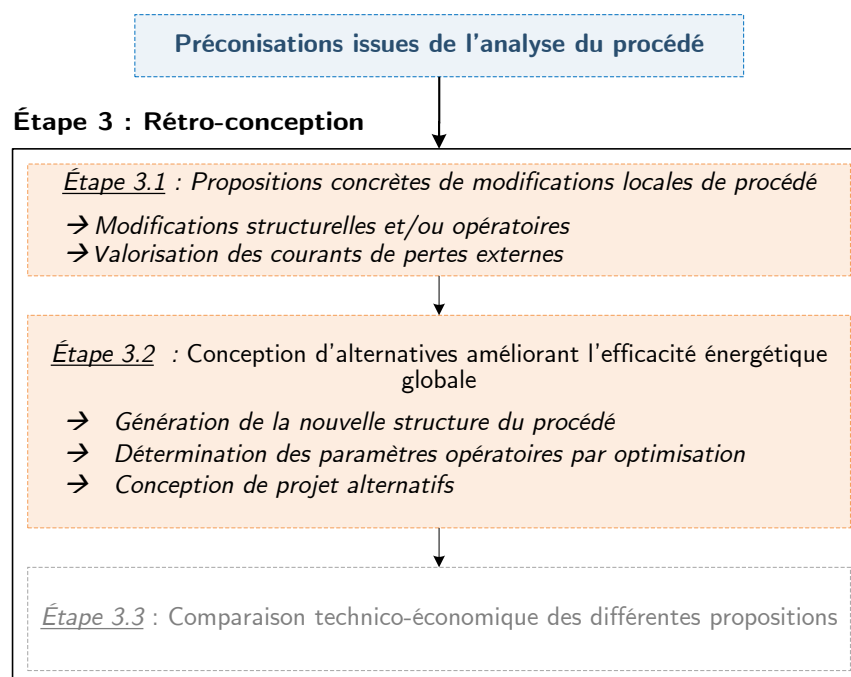 Préconisations issues de l'analyse du procédé
Étape 3 : Rétro-conception
Étape 3.1 : Propositions concrètes de modifications locales de procédé
→ Modifications structurelles et/ou opératoires
→ Valorisation des courants de pertes externes
Étape 3.2 : Conception d'alternatives améliorant l'efficacité énergétique
globale
→ Génération de la nouvelle structure du procédé
→ Détermination des paramètres opératoires par optimisation
→ Conception de projet alternatifs
Étape 3.3 : Comparaison technico-économique des différentes propositions